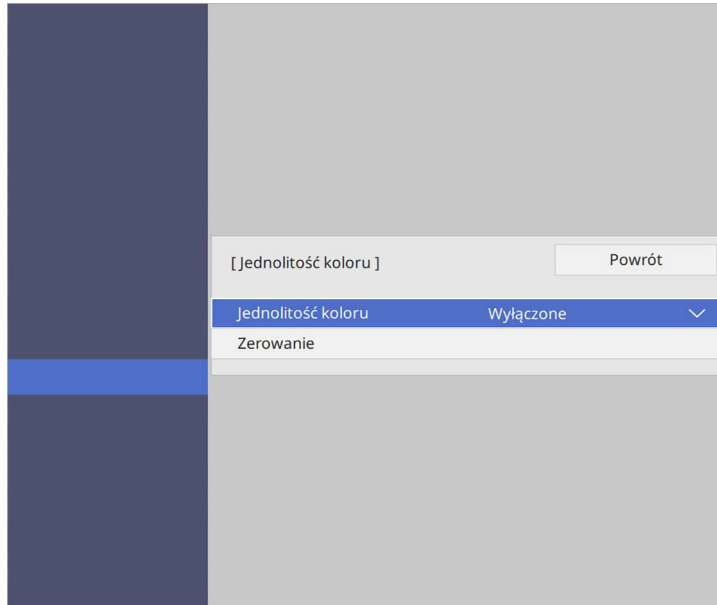 [ Jednolitość koloru ]
Powrót
Jednolitość koloru Wyłączone
Zerowanie